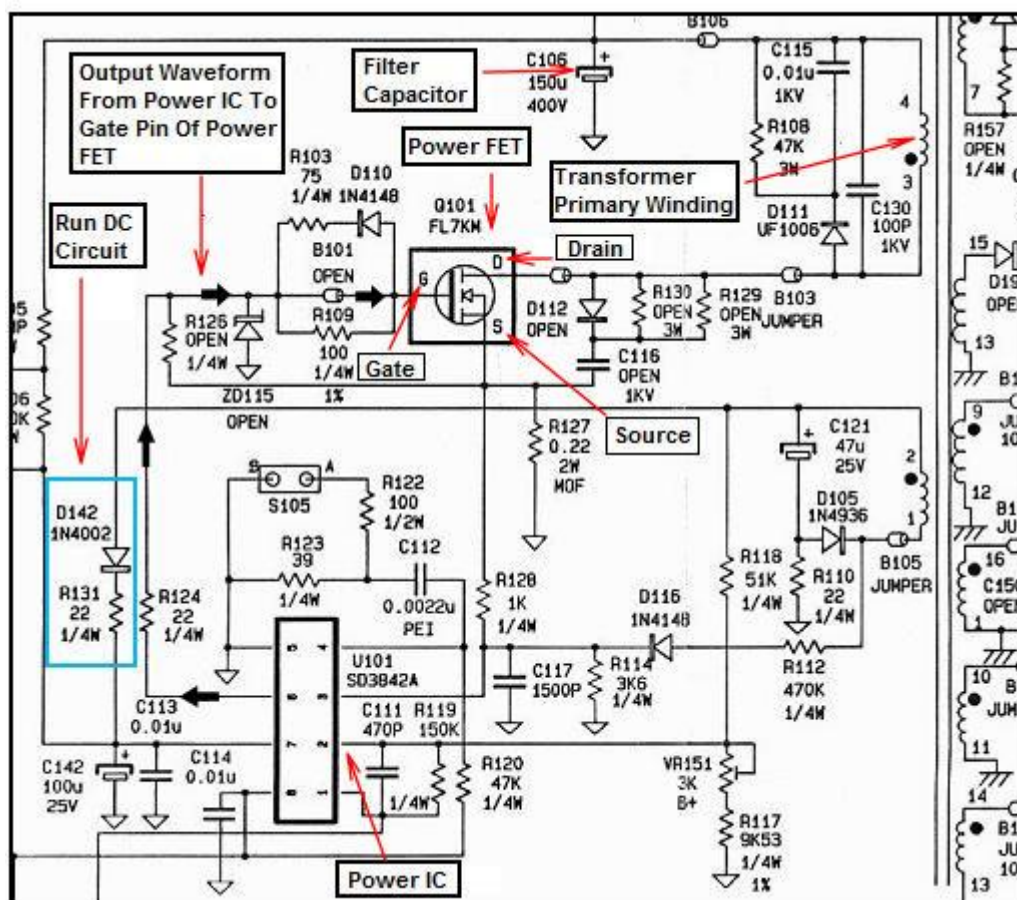 B106
Output Waveform
From Power IC To
Gate Pin Of Power
FET
Filter
Capacitor
C106
150u
400V
C115
0.01u
1KV
4
7
R108
47K
3W
R157
OPEN
1/4W
Power FET
R103
75
1/4W
D110
1N4148
Transformer
Primary Winding
3
Run DC
Circuit
Q101
FL7KM
D111
UF1006
C130
100P
1KV
B101
OPEN
Drain
D
G
S
15
R126
OPEN
1/4W
R109
100
1/4W
1%
D112
OPEN
R130
OPEN
3W
R129
OPEN
3W
B103
JUMPER
Gate
C116
OPEN
1KV
13
ZD115
OPEN
Source
R127
0.22
2W
MOF
C121
47u
25V
9
2
B
A
S105
R122
100
1/2W
D142
1N4002
D105
1N4936
12
1
B105
JUMPER
R123
39
1/4W
C112
0.0022u
PEI
R128
1K
1/4W
R118
51K
1/4W
R110
22
1/4W
16
R131
22
1/4W
R124
22
1/4W
D116
1N4148
OPEN
1
5
4
U101
SD3842A
R114
3K6
1/4W
R112
470K
1/4W
C117
1500P
10
6
3
C113
0.01u
C111
470P
R119
150K
1/4W
11
7
2
C142
100u
25V
C114
0.01u
R120
47K
1/4W
VR151
3K
B+
8
1
14
R117
9K53
1/4W
1%
Power IC
13